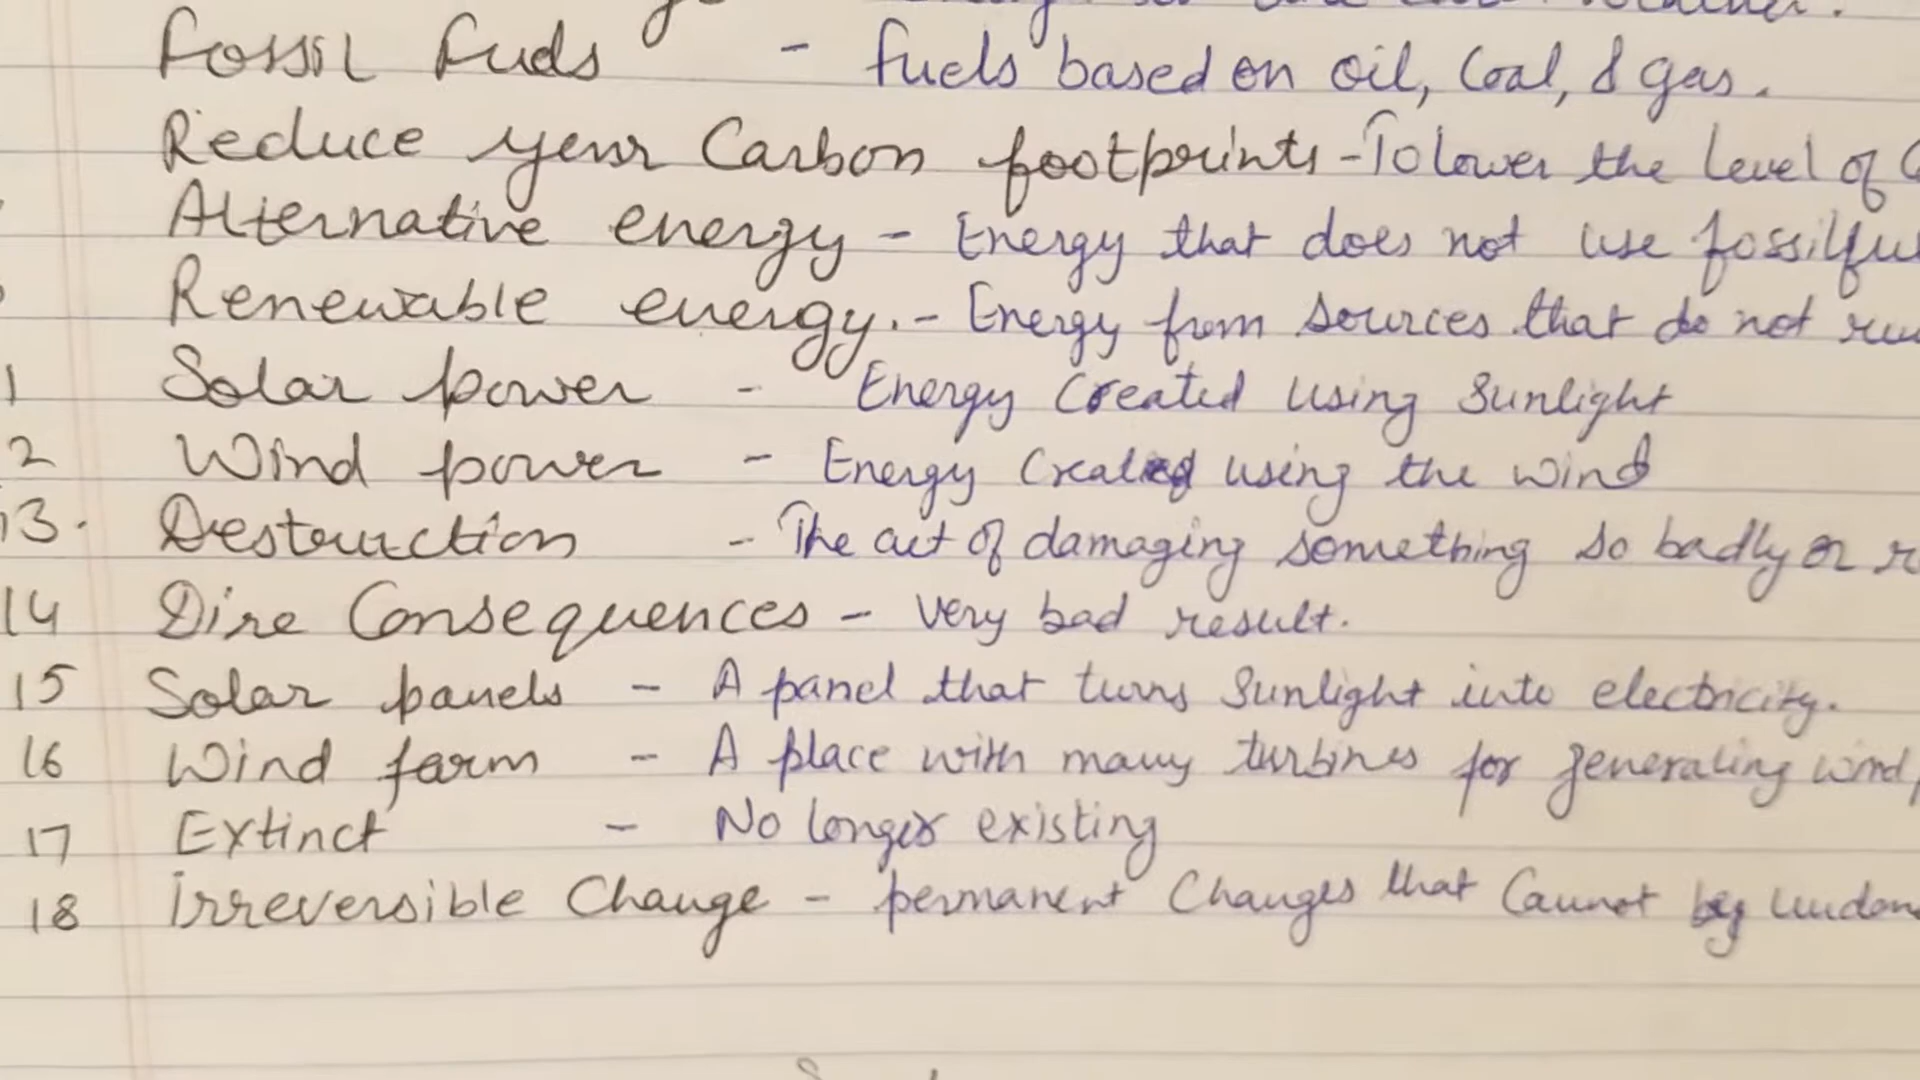 Fossil Fuels - fuels based on oil, Coal, & gas.
Reduce your Carbon footprints - To lower the level of
Alternative energy - Energy that does not use fossil
Renewable energy. - Energy from sources that do not
1 Solar power - Energy Created using Sunlight
2 Wind power - Energy Created using the wind
13. Destruction - The act of damaging something so badly or
14 Dire Consequences - very bad result.
15 Solar panels - A panel that turns Sunlight into electricity.
16 Wind farm - A place with many turbines for generating wind
17 Extinct - No longer existing
18 irreversible Change - permanent Changes that Cannot be